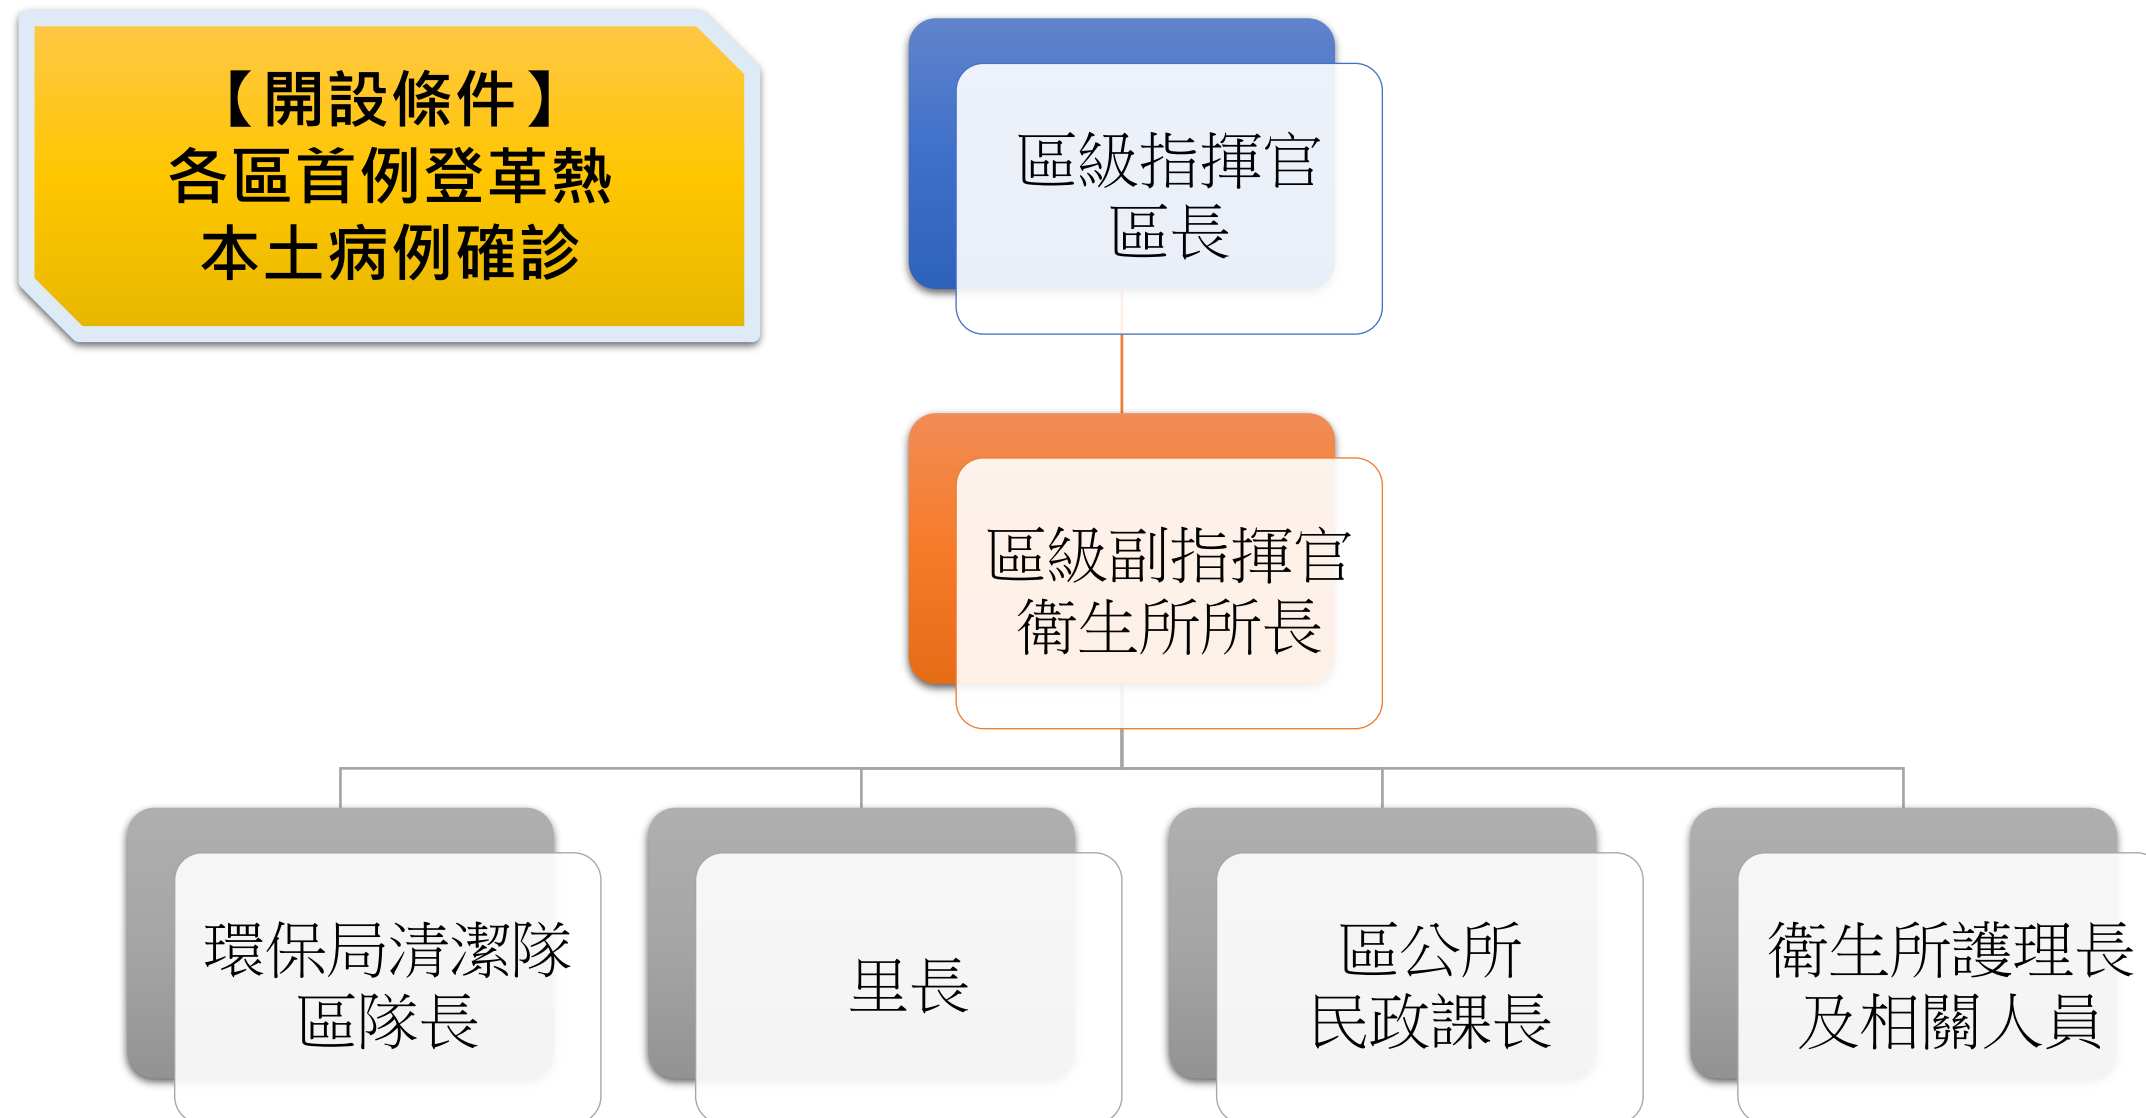 【開設條件】
各區首例登革熱
本土病例確診
區級指揮官
區長
區級副指揮官
衛生所所長
環保局清潔隊
區隊長
里長
區公所
民政課長
衛生所護理長
及相關人員